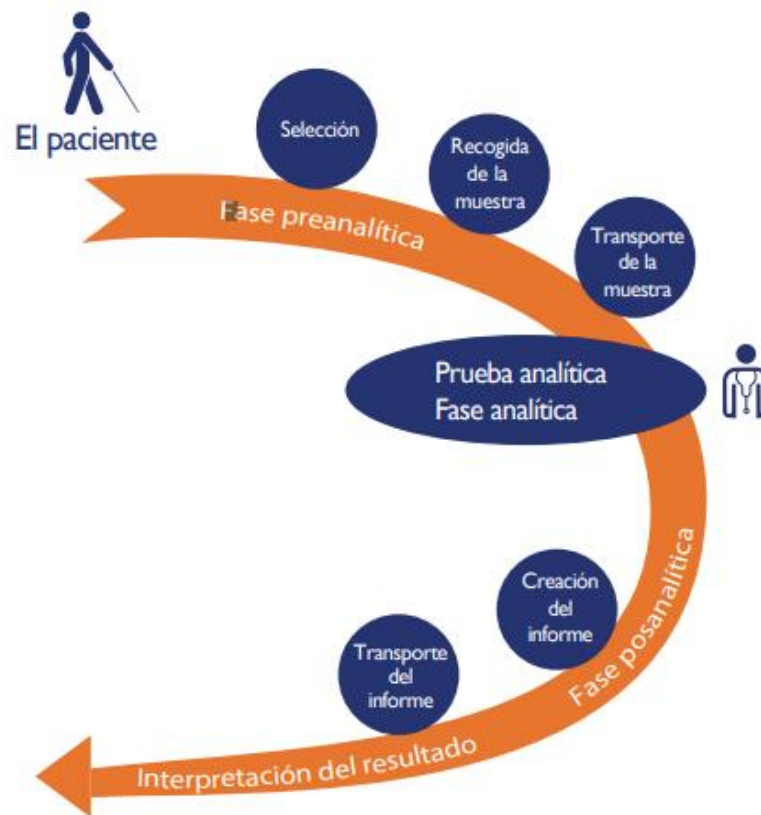 El paciente
Selección
Recogida
de la
muestra
Fase preanalítica
Transporte
de la
muestra
Prueba analítica
Fase analítica
Creación
del
informe
Fase posanalítica
Transporte
del
informe
Interpretación del resultado